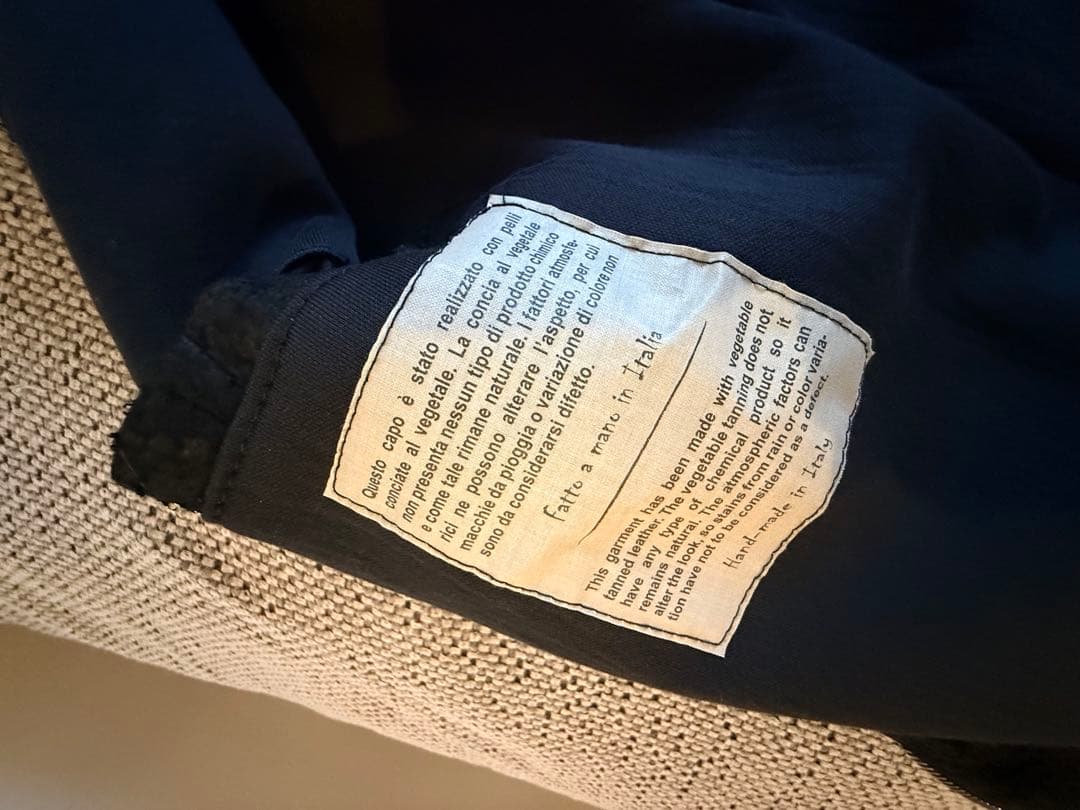 Questo capo è stato realizzato con pelli
conciate al vegetale. La concia al vegetale
non presenta nessun tipo di prodotto chimico
e come tale rimane naturale. I fattori atmosfe-
rici ne possono alterare l'aspetto, per cui
macchie da pioggia o variazione di colore non
sono da considerarsi difetto.
Fatto a mano in Italia
This garment has been made with vegetable
tanned leather. The vegetable tanning does not
have any type of chemical product so it
remains natural. The atmospheric factors can
alter the look, so stains from rain or color varia-
tion have not to be considered as a defect.
Hand-made in Italy